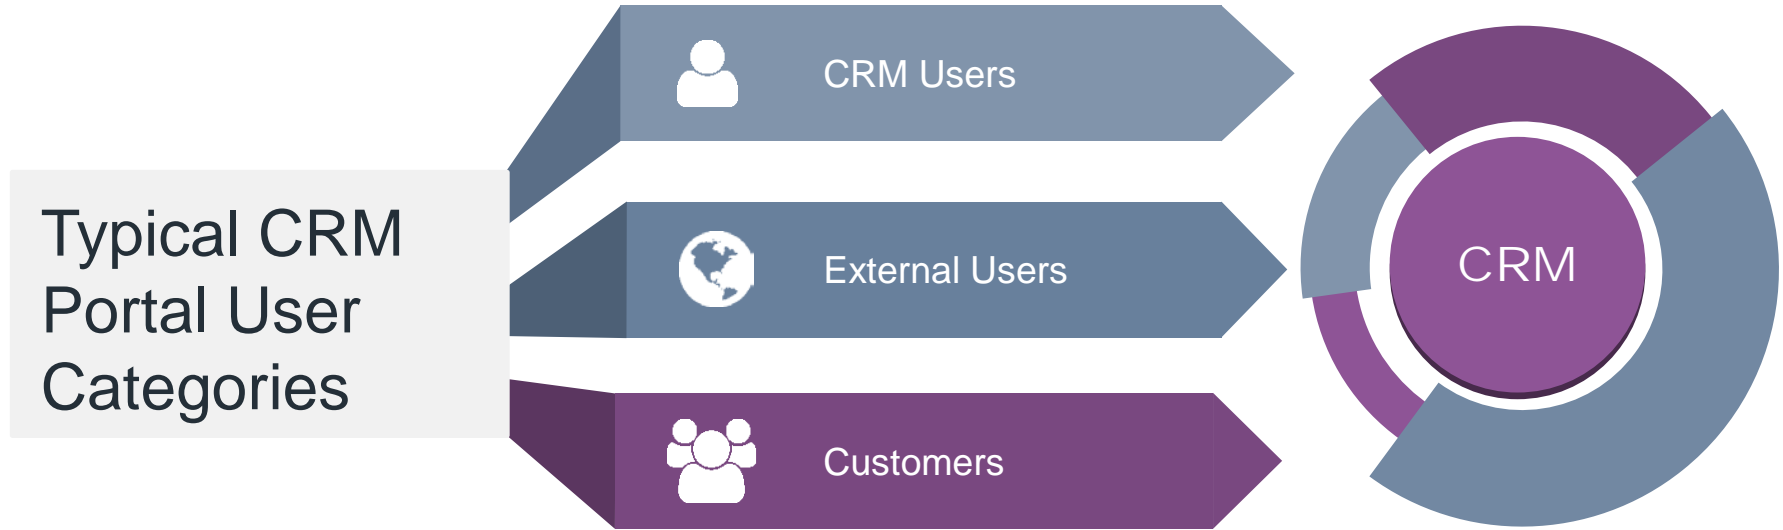 Typical CRM
Portal User
Categories
CRM Users
External Users
Customers
CRM